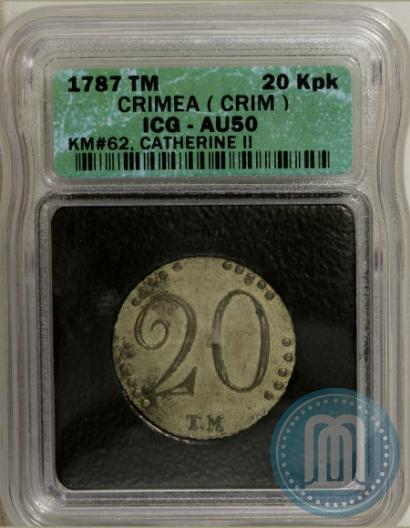 1787 TM 20 Kpk
CRIMEA ( CRIM )
ICG - AU50
KM#62, CATHERINE II
20
T.M